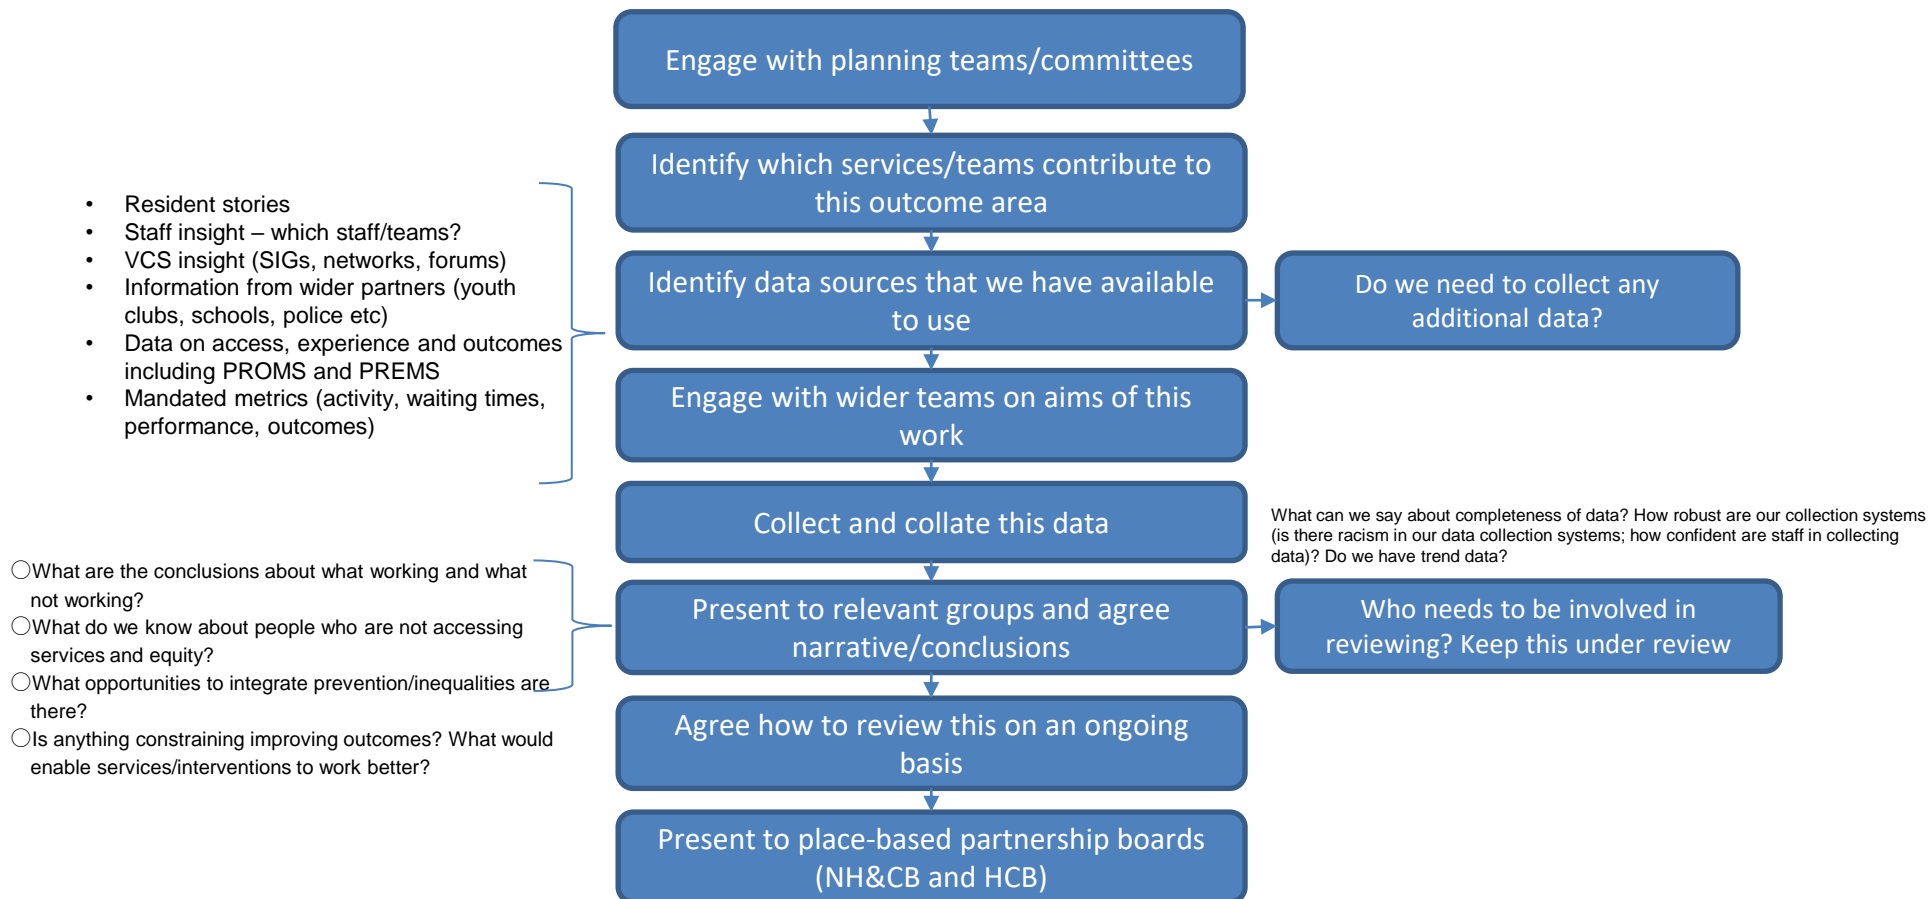 Engage with planning teams/committees
Identify which services/teams contribute to
this outcome area
• Resident stories
• Staff insight – which staff/teams?
• VCS insight (SIGs, networks, forums)
• Information from wider partners (youth
clubs, schools, police etc)
• Data on access, experience and outcomes
including PROMS and PREMS
• Mandated metrics (activity, waiting times,
performance, outcomes)
Identify data sources that we have available
to use
Do we need to collect any
additional data?
Engage with wider teams on aims of this
work
Collect and collate this data
What can we say about completeness of data? How robust are our collection systems
(is there racism in our data collection systems; how confident are staff in collecting
data)? Do we have trend data?
○What are the conclusions about what working and what
not working?
○What do we know about people who are not accessing
services and equity?
○What opportunities to integrate prevention/inequalities are
there?
○Is anything constraining improving outcomes? What would
enable services/interventions to work better?
Present to relevant groups and agree
narrative/conclusions
Who needs to be involved in
reviewing? Keep this under review
Agree how to review this on an ongoing
basis
Present to place-based partnership boards
(NH&CB and HCB)